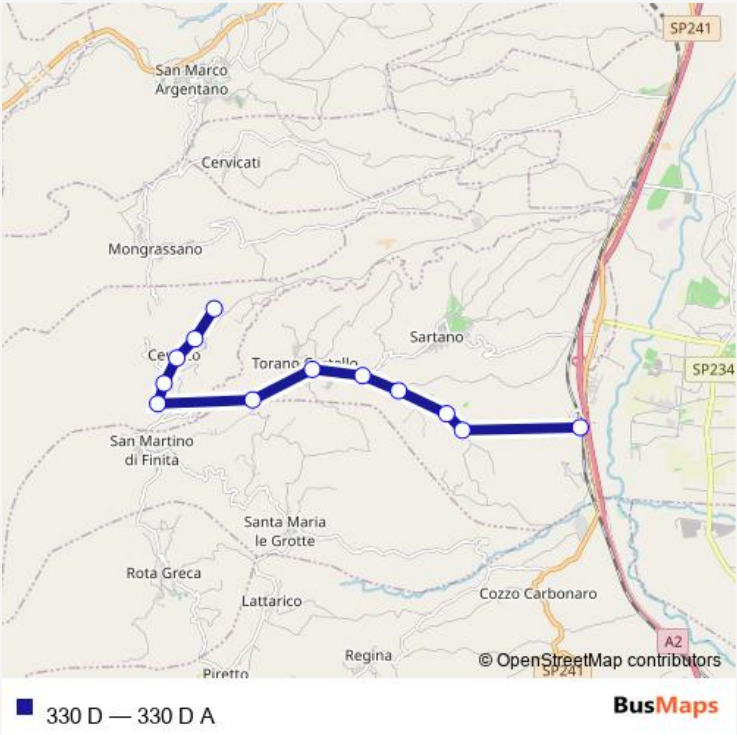 SP241
San Marco
Argentano
Cervicati
Mongrassano
Sartano
SP234
San Martino
di Finita
Santa Maria
le Grotte
Rota Greca
Cozzo Carbonaro
Lattarico
A2
Regina
© OpenStreetMap contributors
Piretto
SP241
330 D — 330 D A
BusMaps